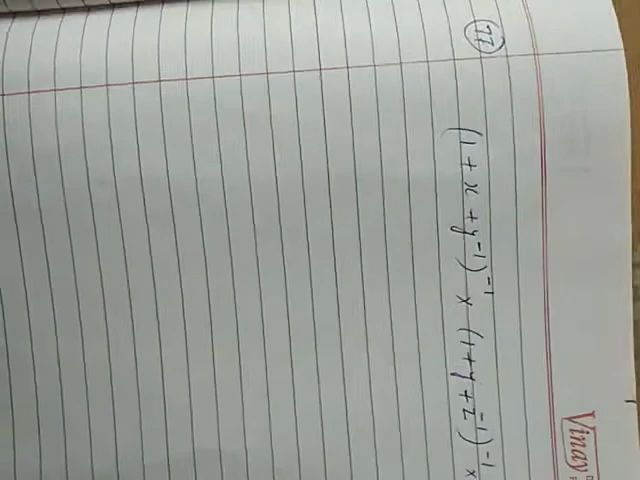 Vinay
77
(1 + x + y⁻¹)⁻¹ × (1 + y + z⁻¹)⁻¹ ×